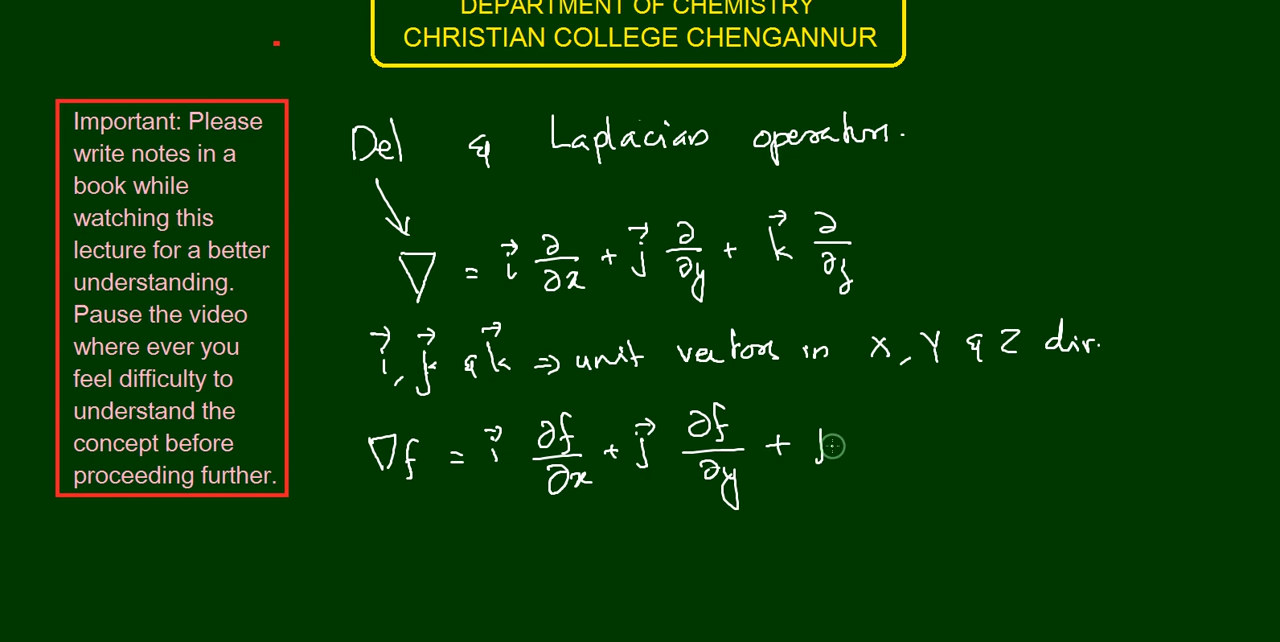 DEPARTMENT OF CHEMISTRY
CHRISTIAN COLLEGE CHENGANNUR
Important: Please
write notes in a
book while
watching this
lecture for a better
understanding.
Pause the video
where ever you
feel difficulty to
understand the
concept before
proceeding further.
Del & Laplacian operators.
∇ = i⃗ ∂/∂x + j⃗ ∂/∂y + k⃗ ∂/∂z
i⃗, j⃗ & k⃗ ⇒ unit vectors in X, Y & Z dir.
∇f = i⃗ ∂f/∂x + j⃗ ∂f/∂y +